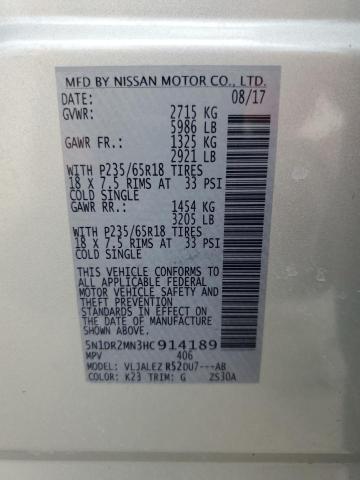 MFD BY NISSAN MOTOR CO., LTD.
DATE: 08/17
GVWR: 2715 KG
5986 LB
GAWR FR.: 1325 KG
2921 LB
WITH P235/65R18 TIRES
18 X 7.5 RIMS AT 33 PSI
COLD SINGLE
GAWR RR.: 1454 KG
3205 LB
WITH P235/65R18 TIRES
18 X 7.5 RIMS AT 33 PSI
COLD SINGLE
THIS VEHICLE CONFORMS TO
ALL APPLICABLE FEDERAL
MOTOR VEHICLE SAFETY AND
THEFT PREVENTION
STANDARDS IN EFFECT ON
THE DATE OF MANUFACTURE
SHOWN ABOVE.
5N1DR2MN3HC914189
MPV 406
MODEL: VLJALEZ R52DU7---AB
COLOR: K23 TRIM: G ZS30A